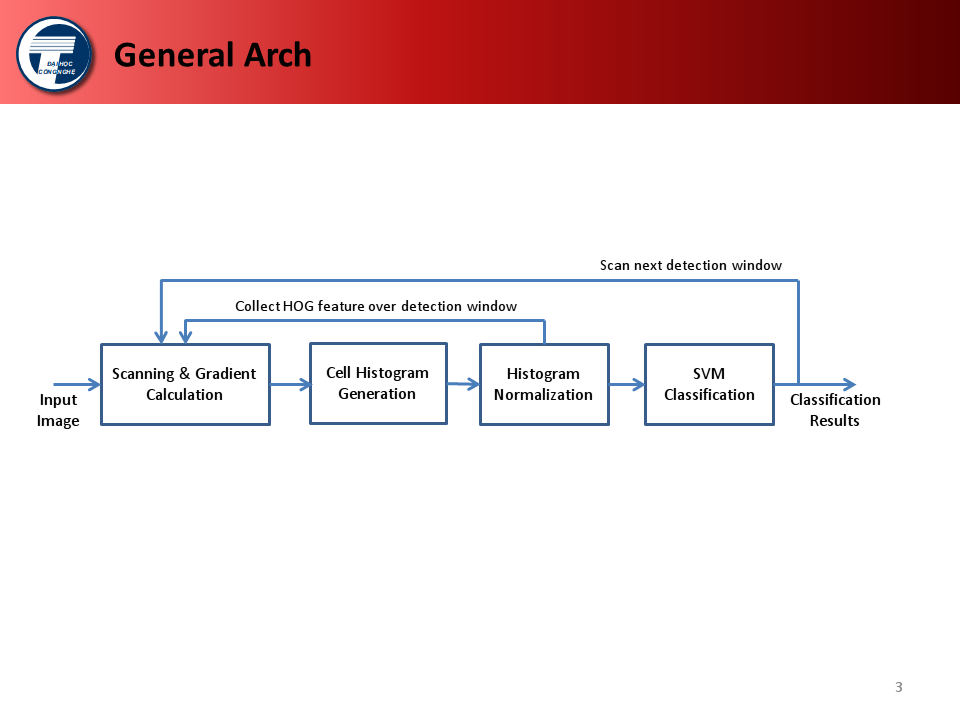 ĐẠI HỌC
CÔNG NGHỆ
General Arch
Scan next detection window
Collect HOG feature over detection window
Input
Image
Scanning & Gradient
Calculation
Cell Histogram
Generation
Histogram
Normalization
SVM
Classification
Classification
Results
3